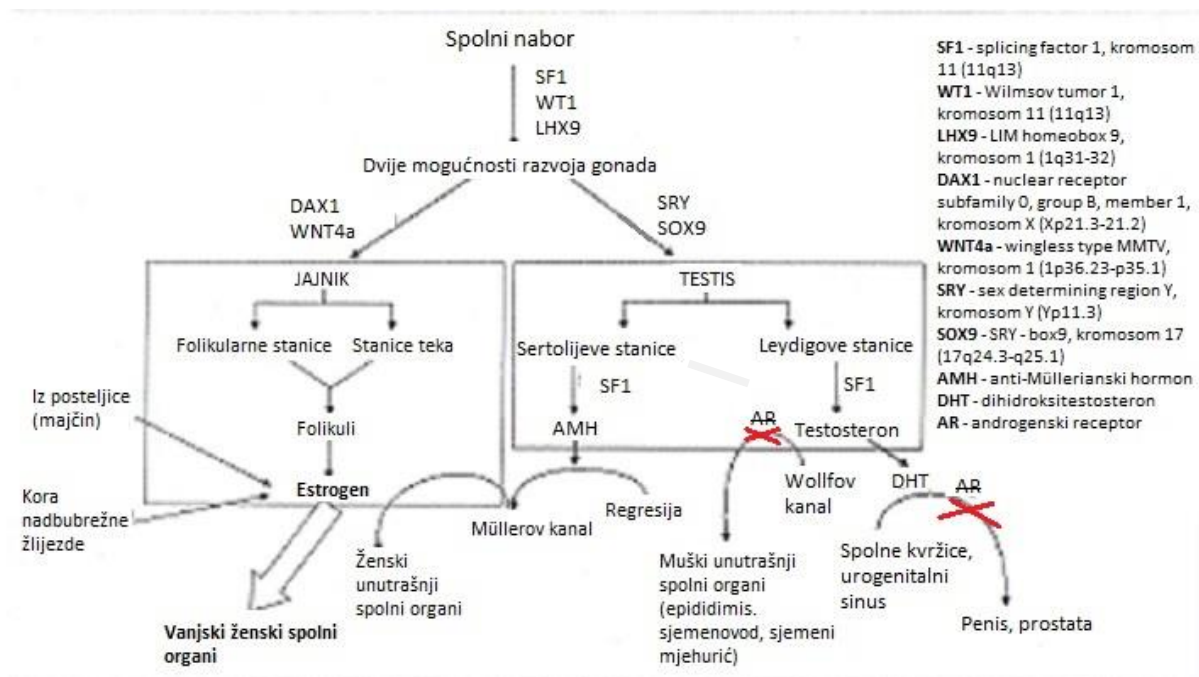 Spolni nabor
SF1
WT1
LHX9
Dvije mogućnosti razvoja gonada
DAX1
WNT4a
SRY
SOX9
JAJNIK
Folikularne stanice
Stanice teka
Folikuli
Estrogen
Iz posteljice
(majčin)
Kora
nadbubrežne
žlijezde
Vanjski ženski spolni
organi
Ženski
unutrašnji
spolni organi
TESTIS
Sertolijeve stanice
Leydigove stanice
SF1
SF1
AMH
AR
Testosteron
Müllerov kanal
Regresija
Wollfov
kanal
DHT
AR
Muški unutrašnji
spolni organi
(epididimis.
sjemenovod, sjemeni
mjehurić)
Spolne kvržice,
urogenitalni
sinus
Penis, prostata
SF1 - splicing factor 1, kromosom
11 (11q13)
WT1 - Wilmsov tumor 1,
kromosom 11 (11q13)
LHX9 - LIM homeobox 9,
kromosom 1 (1q31-32)
DAX1 - nuclear receptor
subfamily 0, group B, member 1,
kromosom X (Xp21.3-21.2)
WNT4a - wingless type MMTV,
kromosom 1 (1p36.23-p35.1)
SRY - sex determining region Y,
kromosom Y (Yp11.3)
SOX9 - SRY - box9, kromosom 17
(17q24.3-q25.1)
AMH - anti-Müllerianski hormon
DHT - dihidroksitestosteron
AR - androgenski receptor